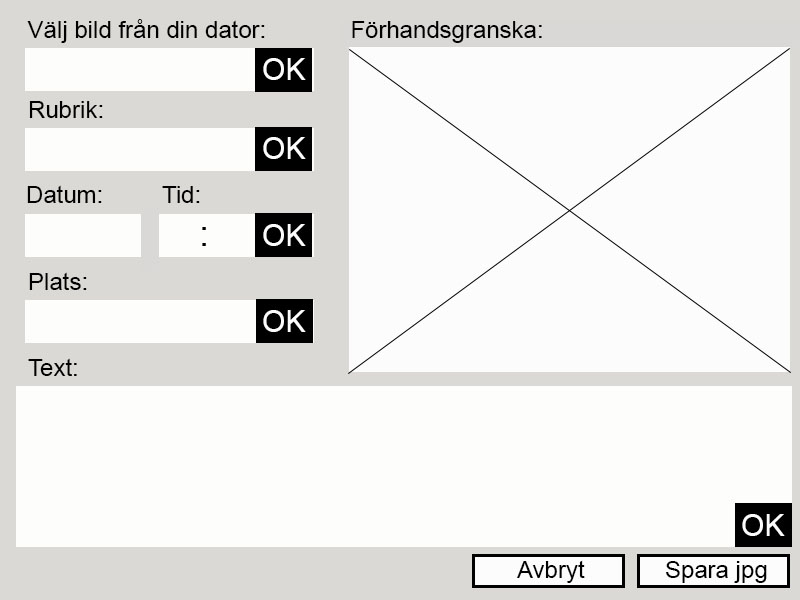 Välj bild från din dator:
OK
Rubrik:
OK
Datum: Tid:
: OK
Plats:
OK
Förhandsgranska:
Text:
OK
Avbryt Spara jpg